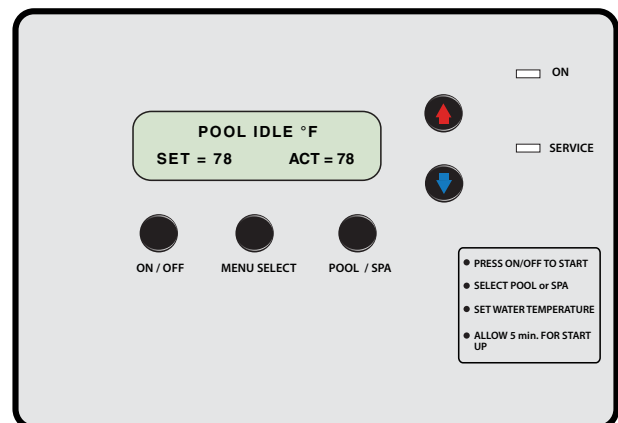 ON
POOL IDLE °F
SET = 78 ACT = 78
SERVICE
ON / OFF MENU SELECT POOL / SPA
• PRESS ON/OFF TO START
• SELECT POOL or SPA
• SET WATER TEMPERATURE
• ALLOW 5 min. FOR START
UP